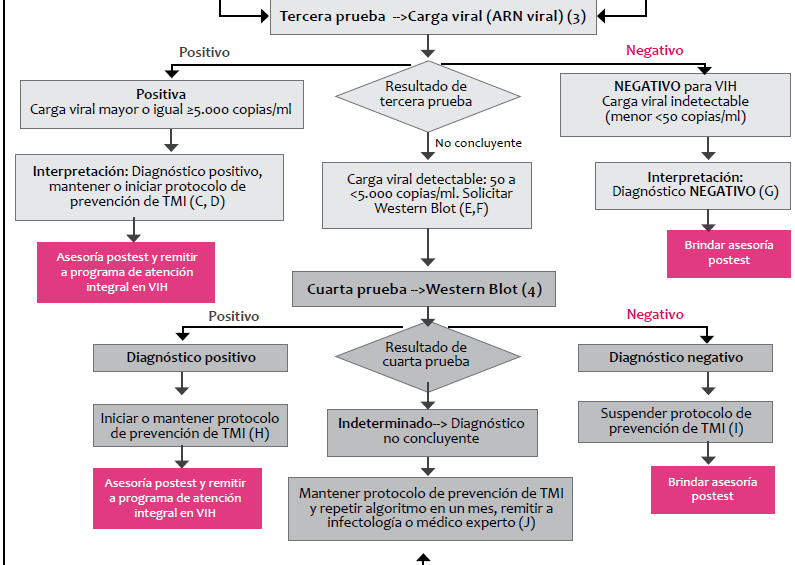 Tercera prueba -->Carga viral (ARN viral) (3)
Positivo
Negativo
Positiva
Carga viral mayor o igual ≥5.000 copias/ml
Resultado de
tercera prueba
NEGATIVO para VIH
Carga viral indetectable
(menor <50 copias/ml)
No concluyente
Interpretación: Diagnóstico positivo,
mantener o iniciar protocolo de
prevención de TMI (C, D)
Carga viral detectable: 50 a
<5.000 copias/ml. Solicitar
Western Blot (E,F)
Interpretación:
Diagnóstico NEGATIVO (G)
Asesoría postest y remitir
a programa de atención
integral en VIH
Brindar asesoría
postest
Cuarta prueba -->Western Blot (4)
Positivo
Negativo
Diagnóstico positivo
Resultado de
cuarta prueba
Diagnóstico negativo
Iniciar o mantener protocolo
de prevención de TMI (H)
Indeterminado--> Diagnóstico
no concluyente
Suspender protocolo de
prevención de TMI (I)
Asesoría postest y remitir
a programa de atención
integral en VIH
Mantener protocolo de prevención de TMI
y repetir algoritmo en un mes, remitir a
infectología o médico experto (J)
Brindar asesoría
postest